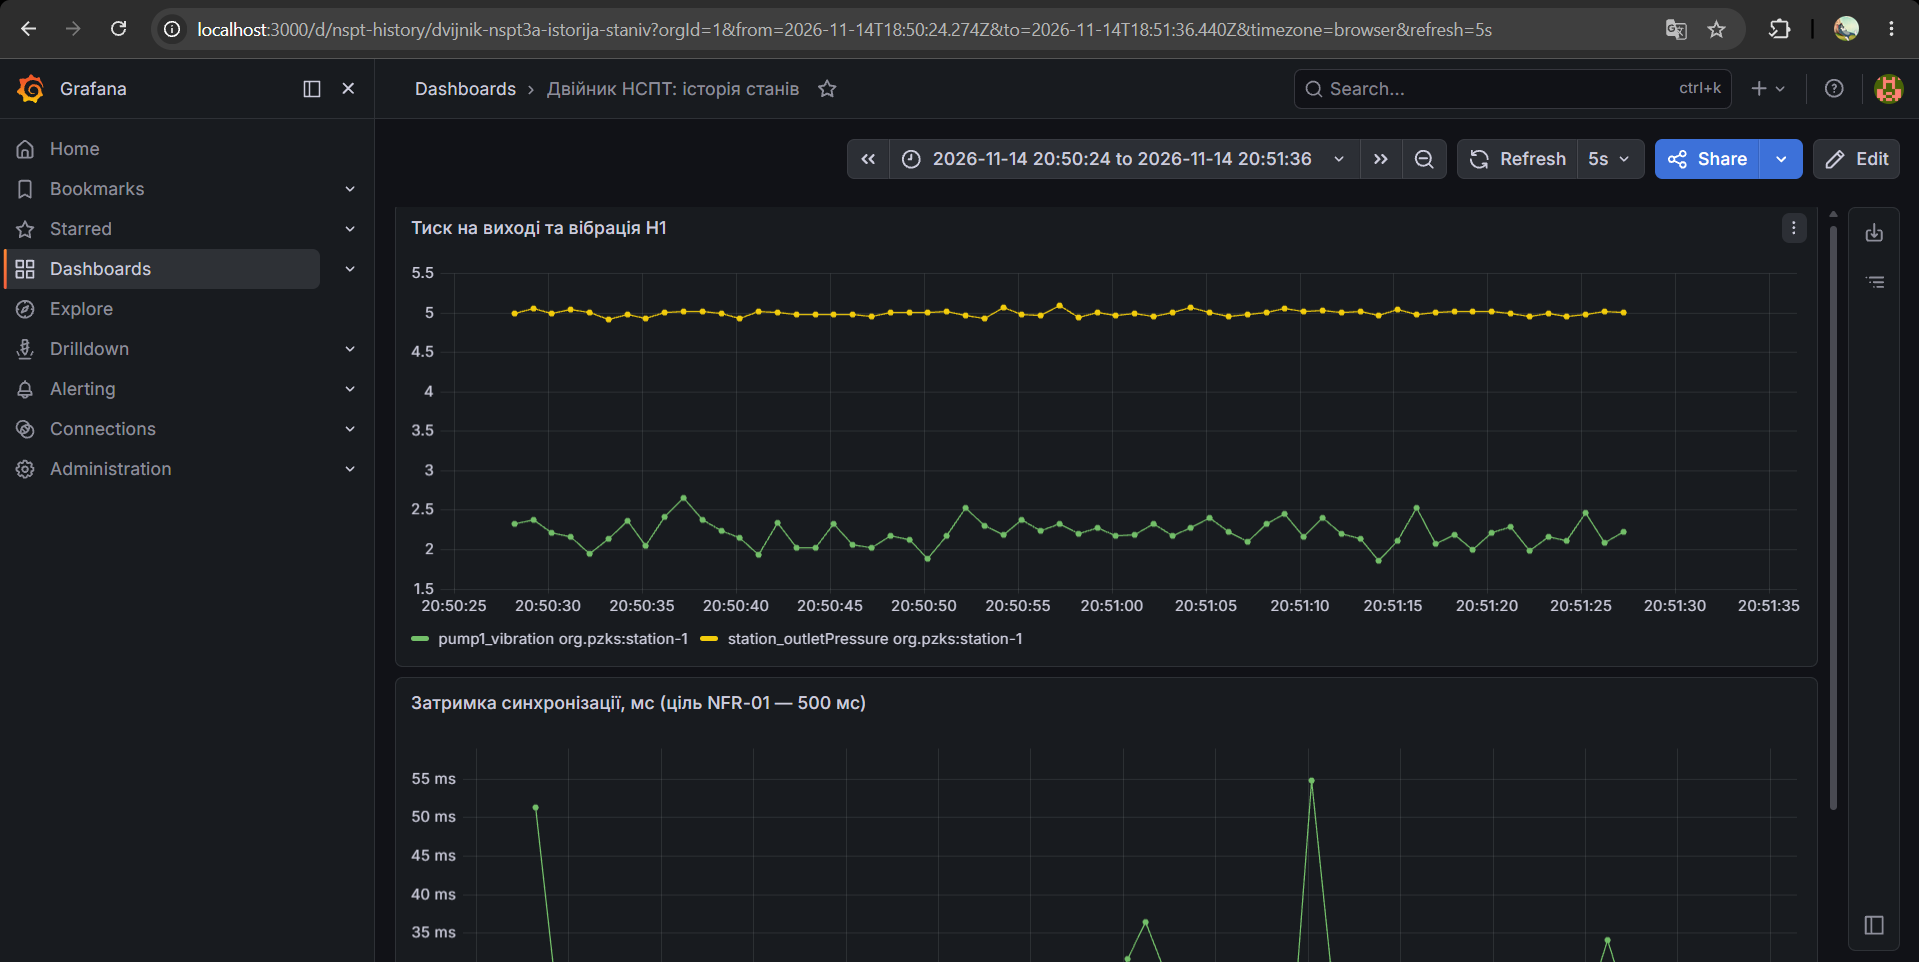 localhost:3000/d/nspt-history/dvijnik-nspt3a-istorija-staniv?orgId=1&from=2026-11-14T18:50:24.274Z&to=2026-11-14T18:51:36.440Z&timezone=browser&refresh=5s
Grafana
Dashboards › Двійник НСПТ: історія станів
Search... ctrl+k
Home
Bookmarks
Starred
Dashboards
Explore
Drilldown
Alerting
Connections
Administration
2026-11-14 20:50:24 to 2026-11-14 20:51:36
Refresh 5s
Share
Edit
Тиск на виході та вібрація Н1
5.5
5
4.5
4
3.5
3
2.5
2
1.5
20:50:25 20:50:30 20:50:35 20:50:40 20:50:45 20:50:50 20:50:55 20:51:00 20:51:05 20:51:10 20:51:15 20:51:20 20:51:25 20:51:30 20:51:35
pump1_vibration org.pzks:station-1 station_outletPressure org.pzks:station-1
Затримка синхронізації, мс (ціль NFR-01 — 500 мс)
55 ms
50 ms
45 ms
40 ms
35 ms